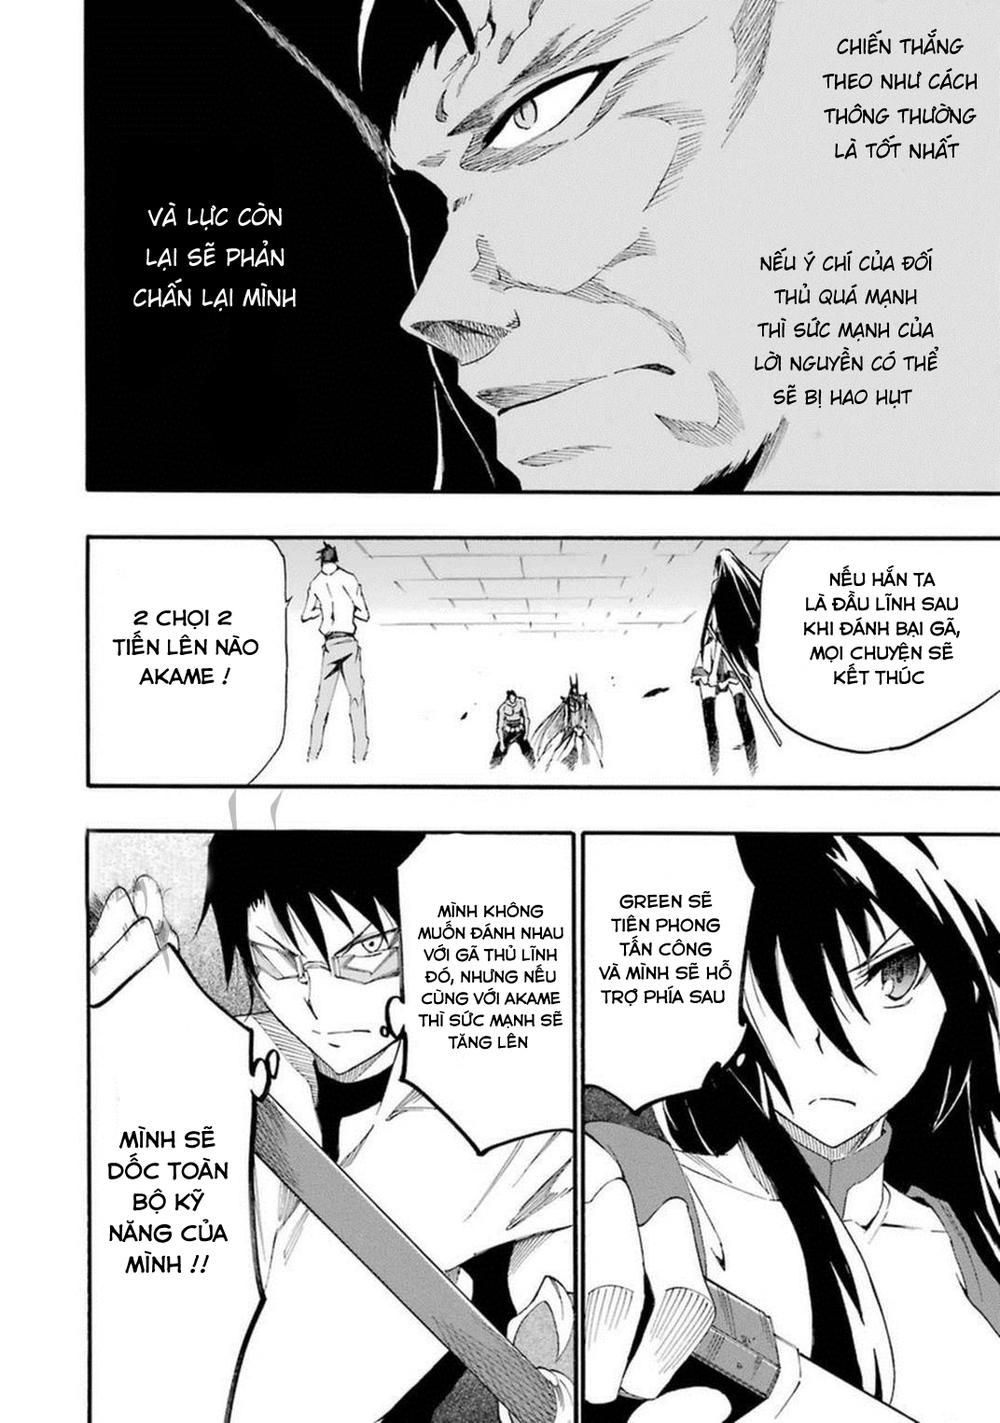 CHIẾN THẮNG
THEO NHƯ CÁCH
THÔNG THƯỜNG
LÀ TỐT NHẤT
NẾU Ý CHÍ CỦA ĐỐI
THỦ QUÁ MẠNH
THÌ SỨC MẠNH CỦA
LỜI NGUYỀN CÓ THỂ
SẼ BỊ HAO HỤT
VÀ LỰC CÒN
LẠI SẼ PHẢN
CHẤN LẠI MÌNH
NẾU HẮN TA
LÀ ĐẦU LĨNH SAU
KHI ĐÁNH BẠI GÃ,
MỌI CHUYỆN SẼ
KẾT THÚC
2 CHỌI 2
TIẾN LÊN NÀO
AKAME !
GREEN SẼ
TIÊN PHONG
TẤN CÔNG
VÀ MÌNH SẼ HỖ
TRỢ PHÍA SAU
MÌNH KHÔNG
MUỐN ĐÁNH NHAU
VỚI GÃ THỦ LĨNH
ĐÓ, NHƯNG NẾU
CÙNG VỚI AKAME
THÌ SỨC MẠNH SẼ
TĂNG LÊN
MÌNH SẼ
DỐC TOÀN
BỘ KỸ
NĂNG CỦA
MÌNH !!